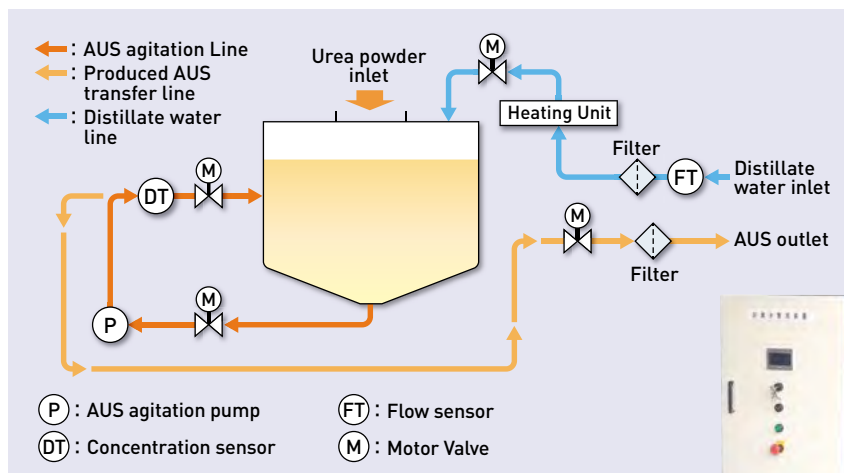 : AUS agitation Line
: Produced AUS
transfer line
: Distillate water
line
Urea powder
inlet
M
Heating Unit
Filter
FT
Distillate
water inlet
M
DT
M
AUS outlet
Filter
M
P
P : AUS agitation pump
FT : Flow sensor
DT : Concentration sensor
M : Motor Valve